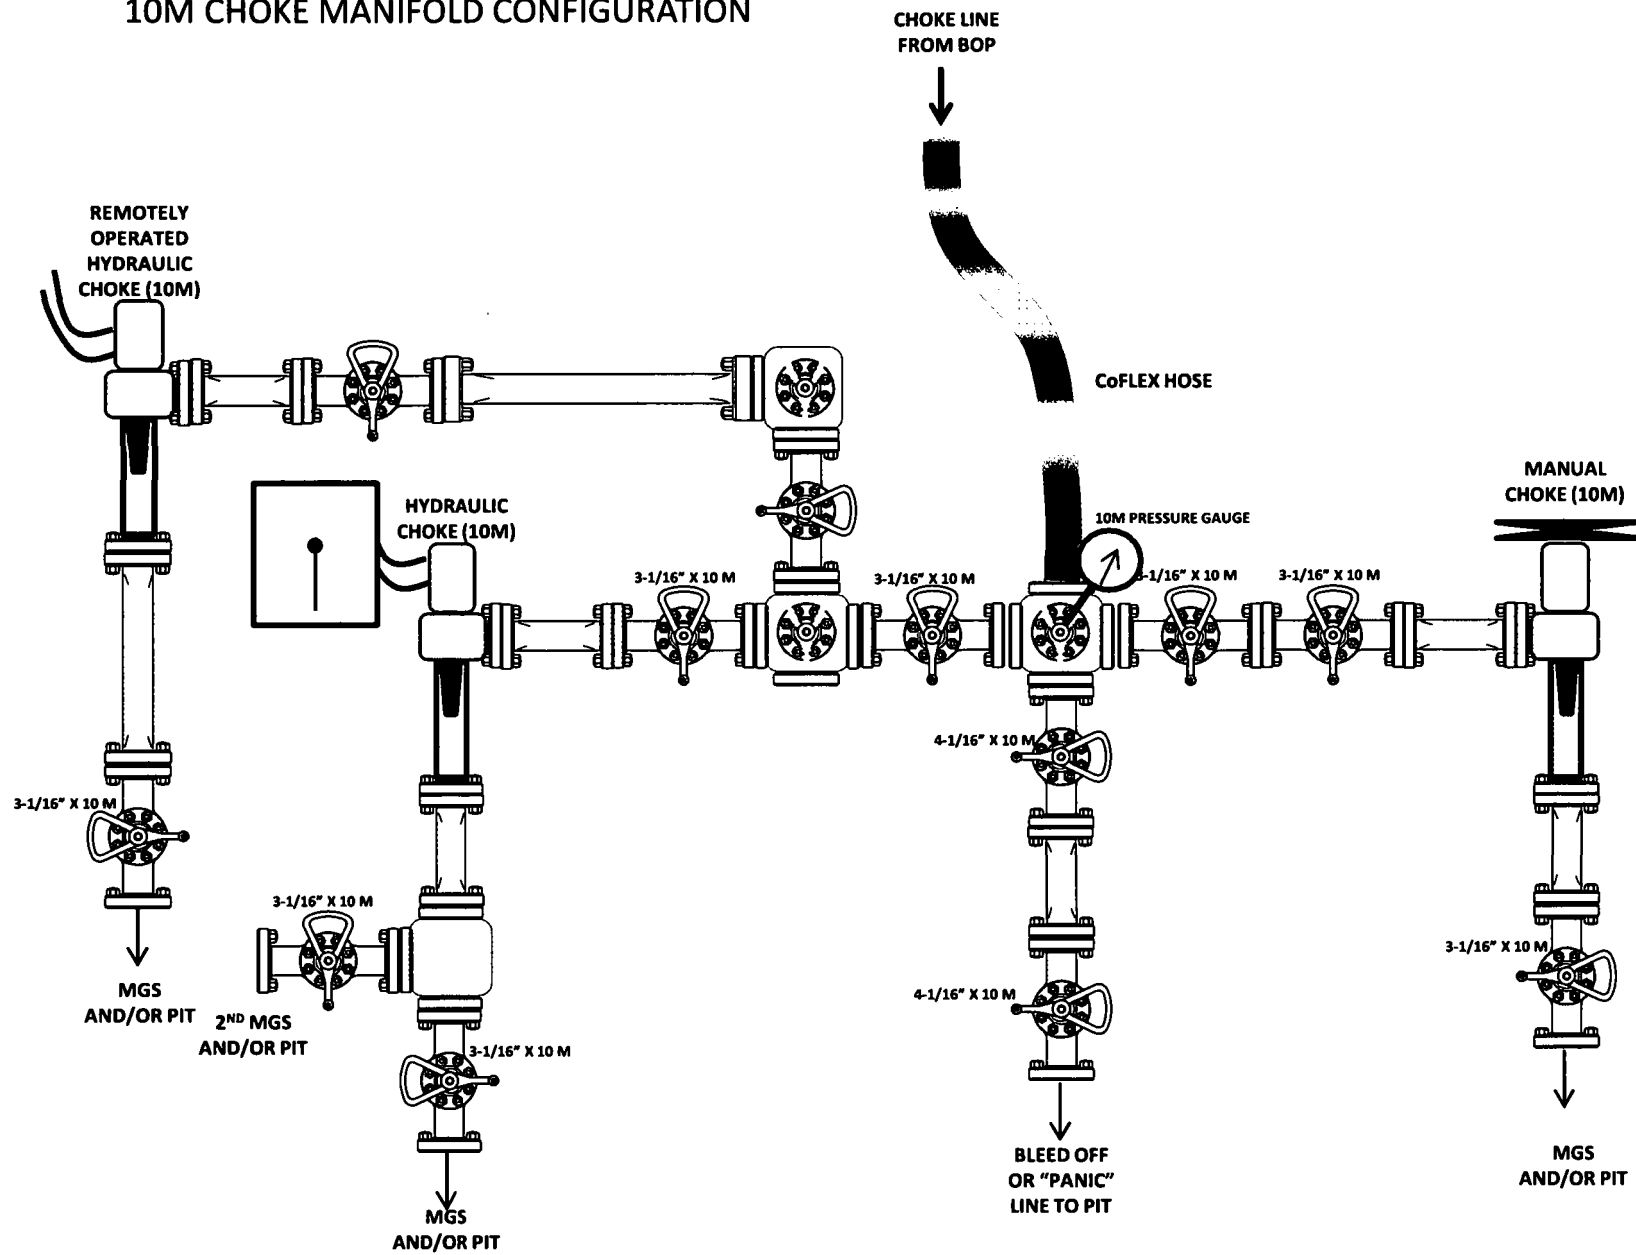 10M CHOKE MANIFOLD CONFIGURATION
CHOKE LINE
FROM BOP
REMOTELY
OPERATED
HYDRAULIC
CHOKE (10M)
CoFLEX HOSE
MANUAL
CHOKE (10M)
HYDRAULIC
CHOKE (10M)
10M PRESSURE GAUGE
3-1/16" X 10 M
3-1/16" X 10 M
3-1/16" X 10 M
3-1/16" X 10 M
4-1/16" X 10 M
3-1/16" X 10 M
3-1/16" X 10 M
3-1/16" X 10 M
4-1/16" X 10 M
MGS
AND/OR PIT
2ND MGS
AND/OR PIT
3-1/16" X 10 M
BLEED OFF
OR “PANIC”
LINE TO PIT
MGS
AND/OR PIT
MGS
AND/OR PIT